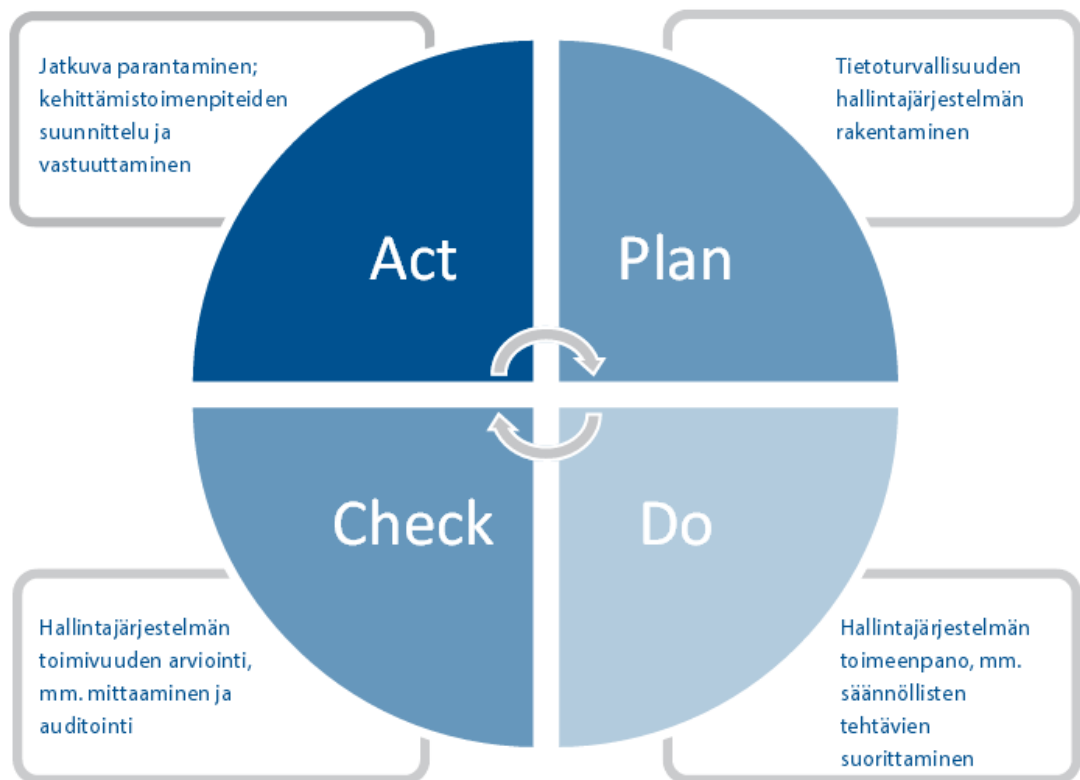 Jatkuva parantaminen;
kehittämistoimenpiteiden
suunnittelu ja
vastuuttaminen
Tietoturvallisuuden
hallintajärjestelmän
rakentaminen
Act
Plan
Check
Do
Hallintajärjestelmän
toimivuuden arviointi,
mm. mittaaminen ja
auditointi
Hallintajärjestelmän
toimeenpano, mm.
säännöllisten
tehtävien
suorittaminen